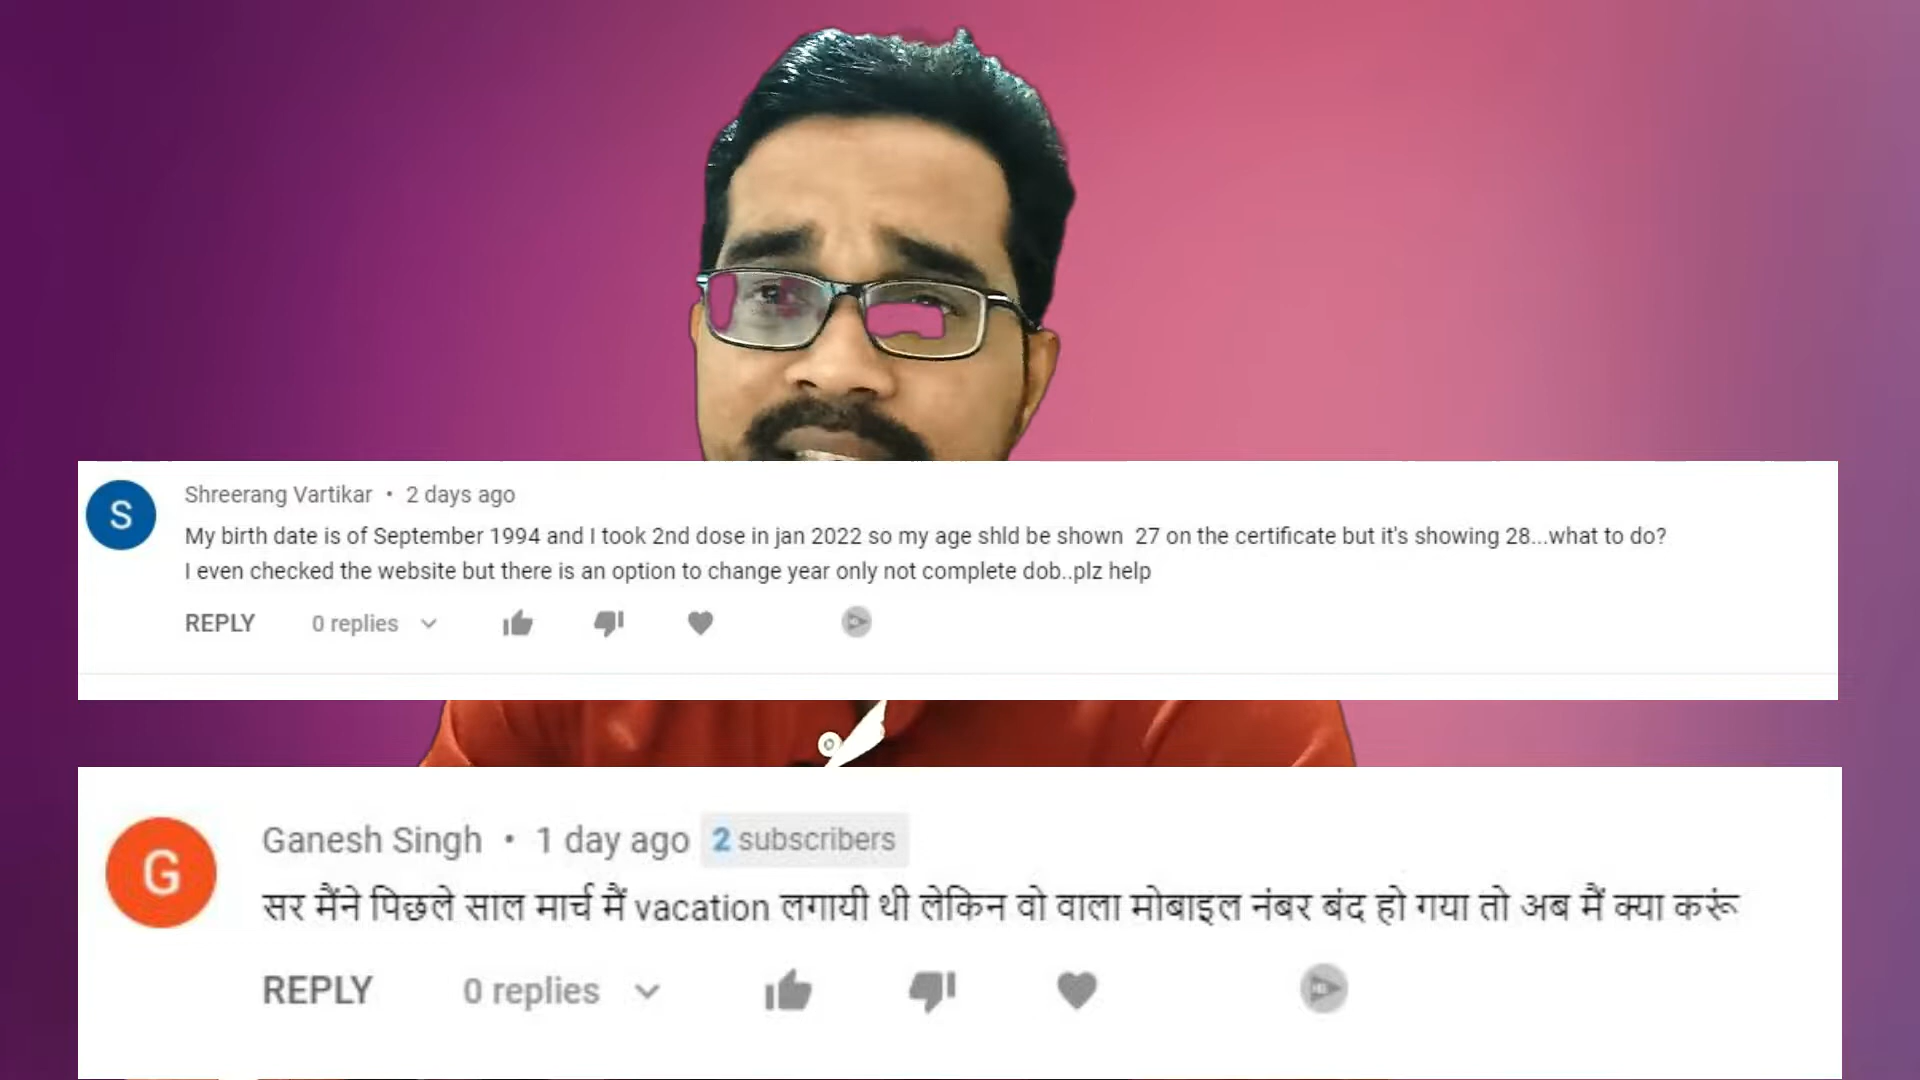 S
Shreerang Vartikar • 2 days ago
My birth date is of September 1994 and I took 2nd dose in jan 2022 so my age shld be shown 27 on the certificate but it's showing 28...what to do?
I even checked the website but there is an option to change year only not complete dob..plz help
REPLY 0 replies
G
Ganesh Singh • 1 day ago 2 subscribers
सर मैंने पिछले साल मार्च मैं vacation लगायी थी लेकिन वो वाला मोबाइल नंबर बंद हो गया तो अब मैं क्या करूं
REPLY 0 replies